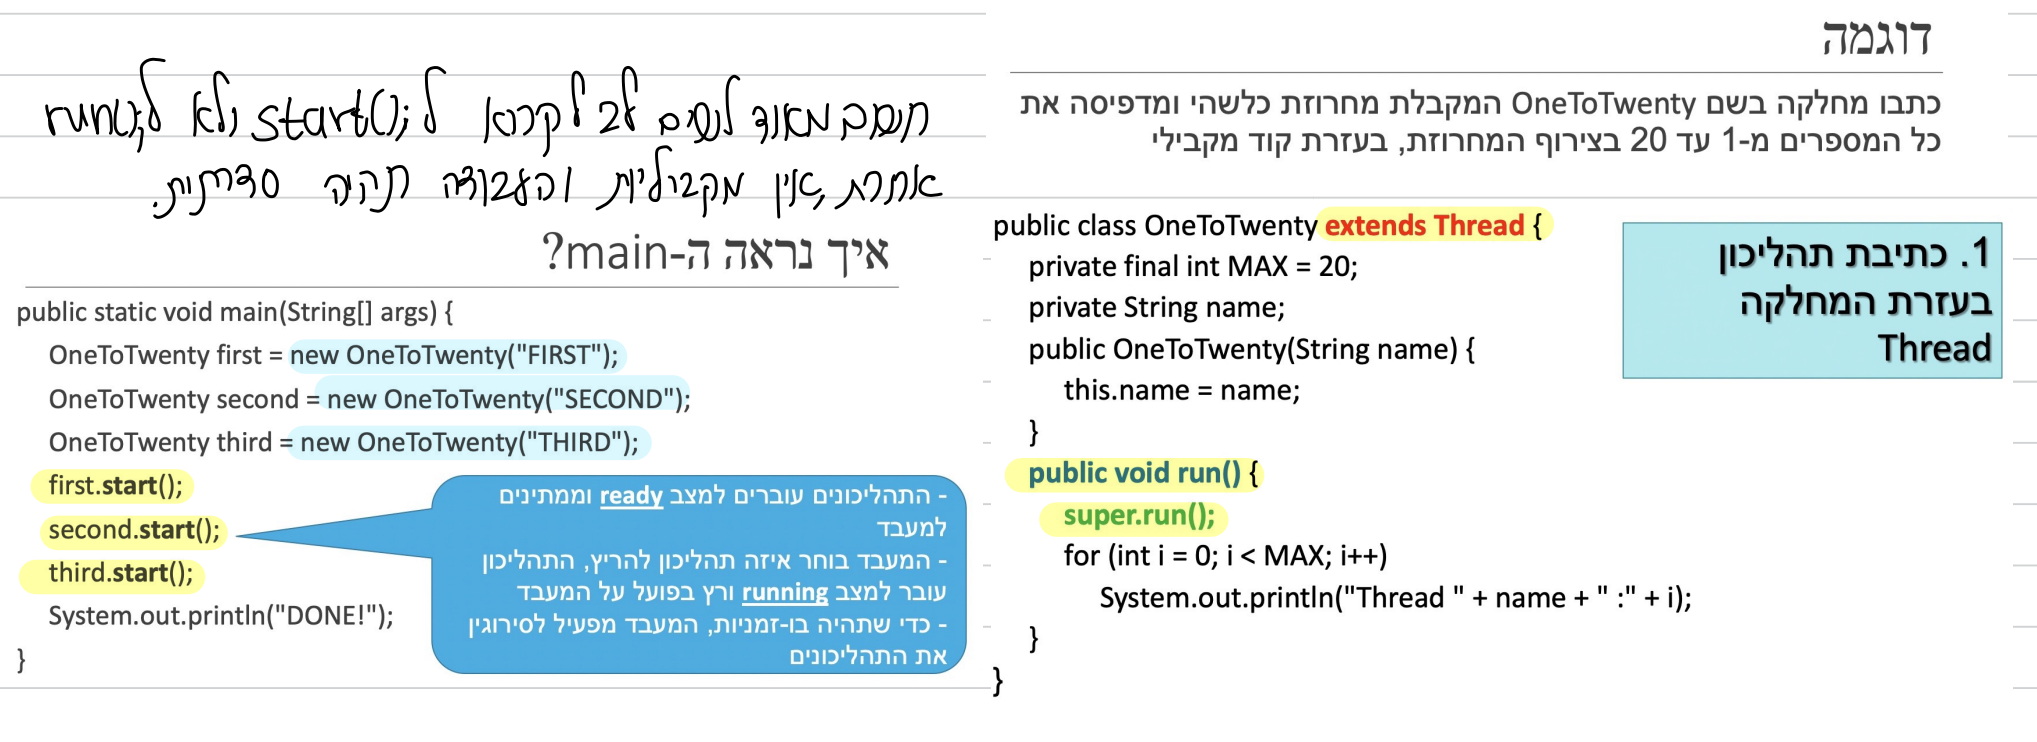 דוגמה
כתבו מחלקה בשם OneToTwenty המקבלת מחרוזת כלשהי ומדפיסה את
כל המספרים מ-1 עד 20 בצירוף המחרוזת, בעזרת קוד מקבילי
1. כתיבת תהליכון
בעזרת המחלקה
Thread
public class OneToTwenty extends Thread {
private final int MAX = 20;
private String name;
public OneToTwenty(String name) {
this.name = name;
}
public void run() {
super.run();
for (int i = 0; i < MAX; i++)
System.out.println("Thread " + name + " :" + i);
}
}
חשוב מאוד לשים לב לקרוא ל start(); ולא ל run();
אחרת, אין מקבוליות והעבודה תהיה סדרתית.
איך נראה ה-main?
public static void main(String[] args) {
OneToTwenty first = new OneToTwenty("FIRST");
OneToTwenty second = new OneToTwenty("SECOND");
OneToTwenty third = new OneToTwenty("THIRD");
first.start();
second.start();
third.start();
System.out.println("DONE!");
}
- התהליכונים עוברים למצב ready וממתינים
למעבד
- המעבד בוחר איזה תהליכון להריץ, התהליכון
עובר למצב running ורץ בפועל על המעבד
- כדי שתהיה בו-זמניות, המעבד מפעיל לסירוגין
את התהליכונים